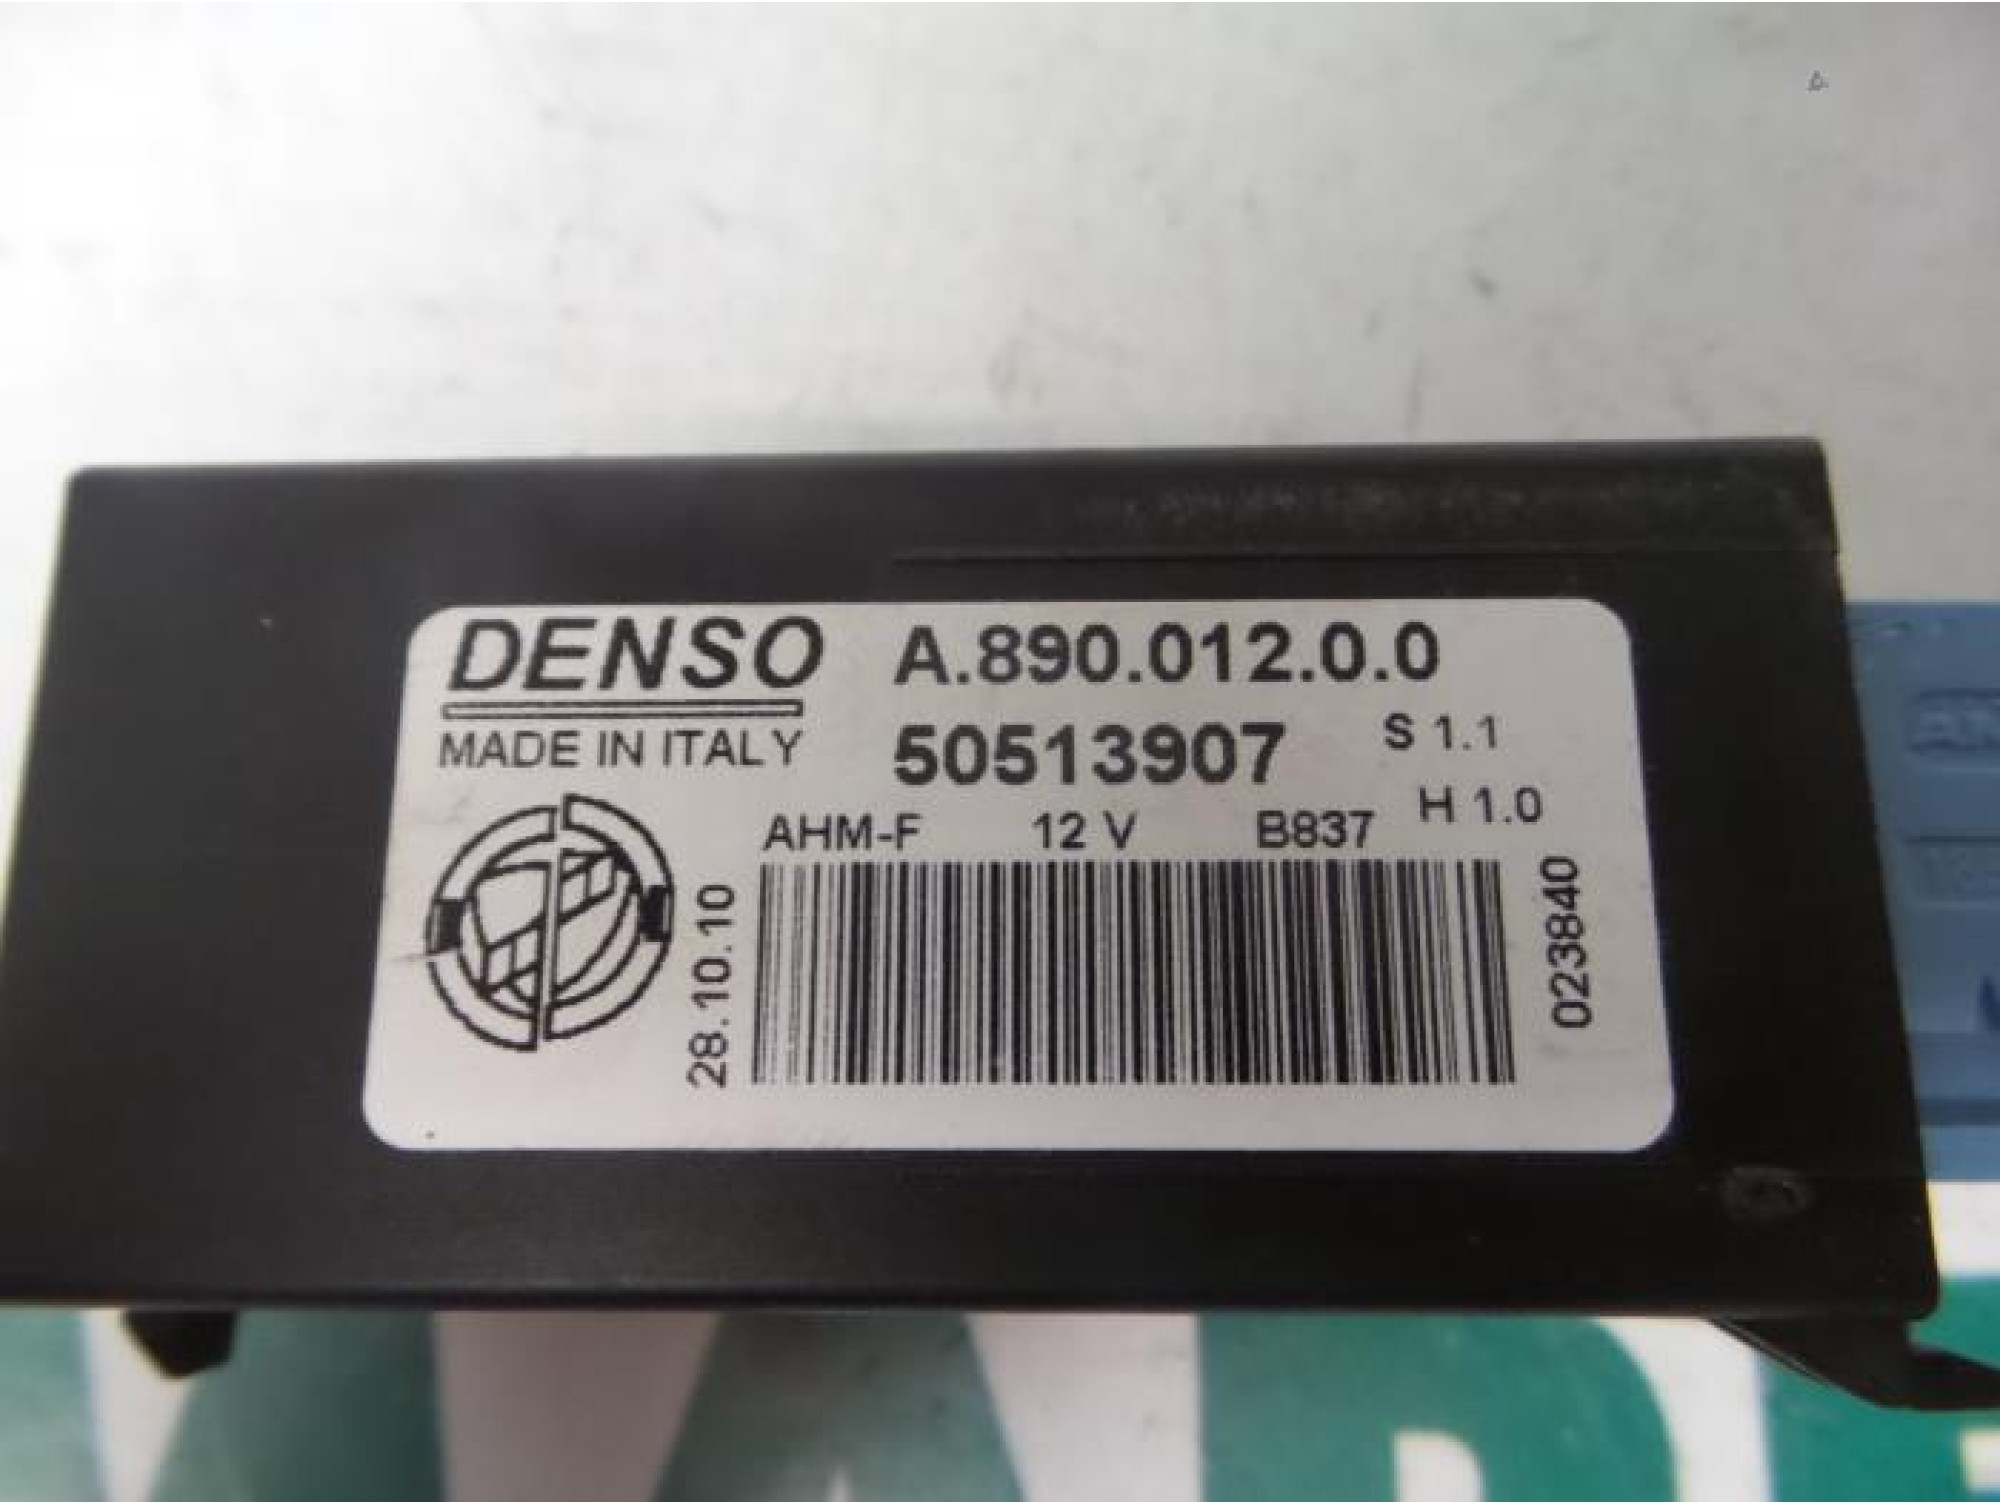 DENSO A.890.012.0.0
MADE IN ITALY 50513907 S 1.1
H 1.0
AHM-F 12 V B837
28.10.10
023840